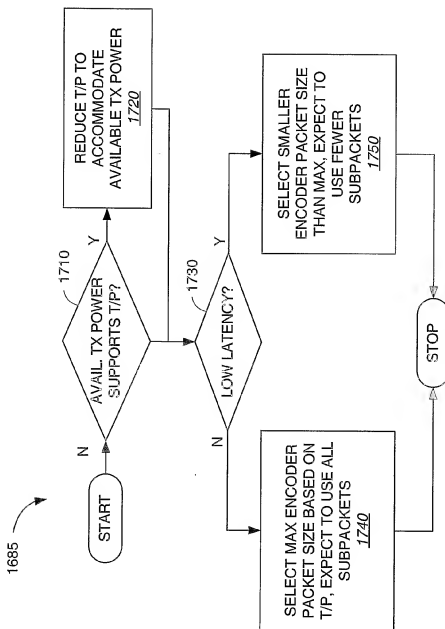 1685
START
N
AVAIL. TX POWER
SUPPORTS T/P?
1710
Y
REDUCE T/P TO
ACCOMMODATE
AVAILABLE TX POWER
1720
LOW LATENCY?
1730
N
Y
SELECT MAX ENCODER
PACKET SIZE BASED ON
T/P, EXPECT TO USE ALL
SUBPACKETS
1740
SELECT SMALLER
ENCODER PACKET SIZE
THAN MAX, EXPECT TO
USE FEWER
SUBPACKETS
1750
STOP